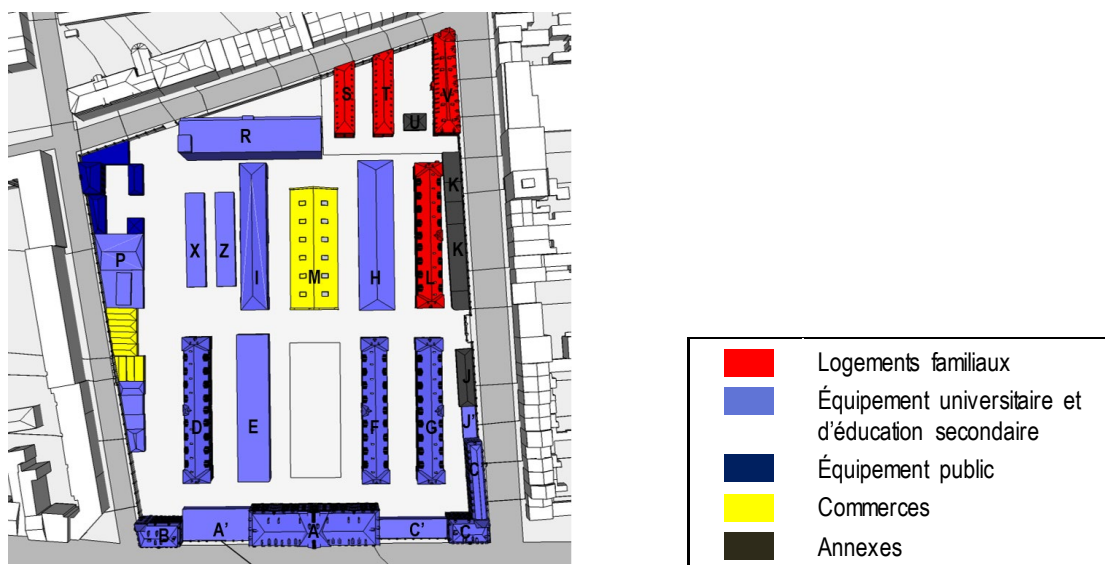 S
T
V
U
R
K
P
X
Z
I
M
H
L
K
J
D
E
F
G
J'
C
B
A'
A
C'
C
Logements familiaux
Équipement universitaire et
d'éducation secondaire
Équipement public
Commerces
Annexes